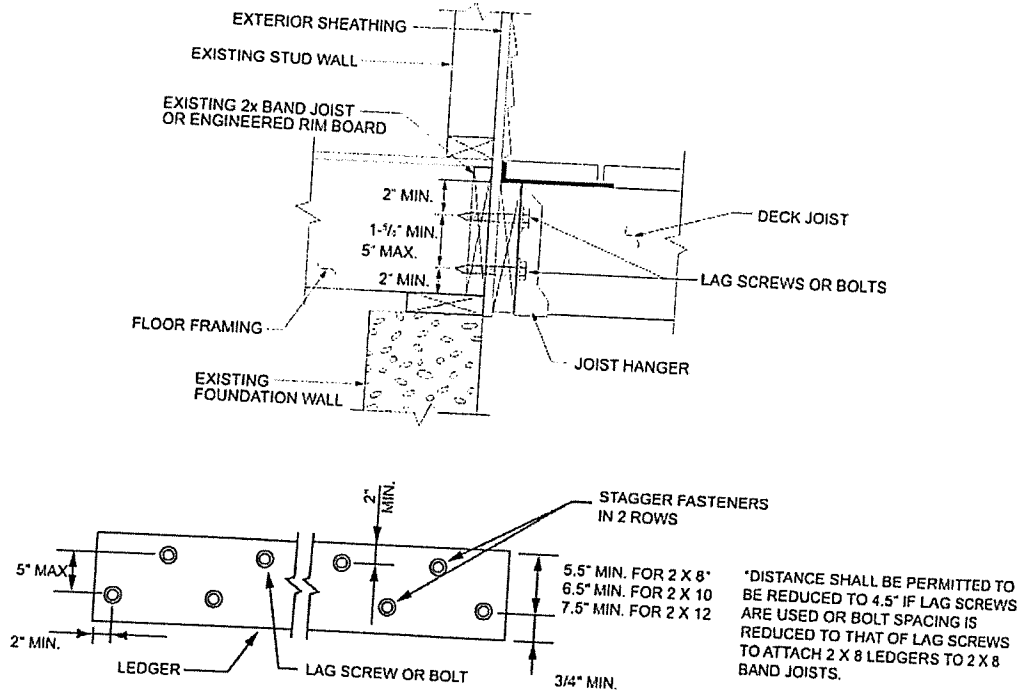 EXTERIOR SHEATHING
EXISTING STUD WALL
EXISTING 2x BAND JOIST
OR ENGINEERED RIM BOARD
2" MIN.
1-5/8" MIN.
5" MAX.
2" MIN.
DECK JOIST
LAG SCREWS OR BOLTS
FLOOR FRAMING
JOIST HANGER
EXISTING
FOUNDATION WALL
2"
MIN.
STAGGER FASTENERS
IN 2 ROWS
5" MAX
5.5" MIN. FOR 2 X 8*
6.5" MIN. FOR 2 X 10
7.5" MIN. FOR 2 X 12
*DISTANCE SHALL BE PERMITTED TO
BE REDUCED TO 4.5" IF LAG SCREWS
ARE USED OR BOLT SPACING IS
REDUCED TO THAT OF LAG SCREWS
TO ATTACH 2 X 8 LEDGERS TO 2 X 8
BAND JOISTS.
2" MIN.
LEDGER
LAG SCREW OR BOLT
3/4" MIN.